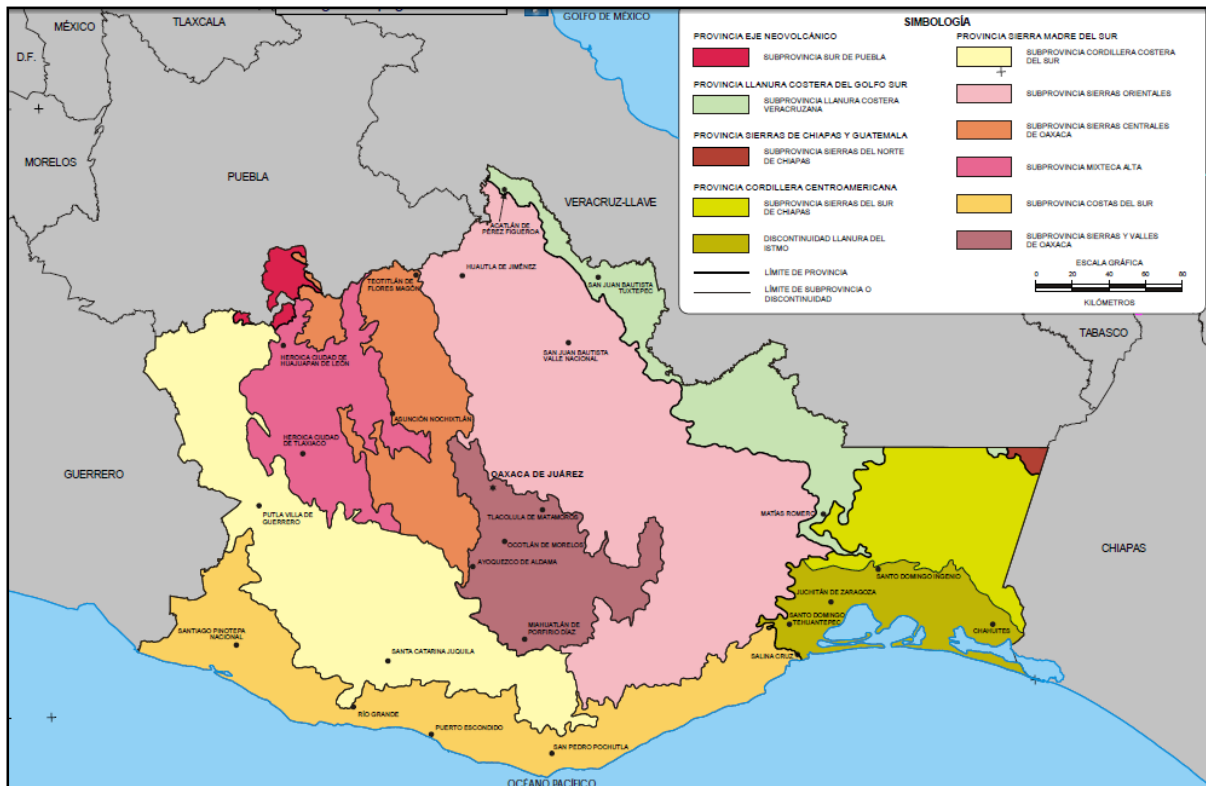 MÉXICO
TLAXCALA
GOLFO DE MÉXICO
D.F.
MORELOS
PUEBLA
VERACRUZ-LLAVE
TABASCO
GUERRERO
CHIAPAS
OCÉANO PACÍFICO
SIMBOLOGÍA
PROVINCIA EJE NEOVOLCÁNICO
SUBPROVINCIA SUR DE PUEBLA
PROVINCIA LLANURA COSTERA DEL GOLFO SUR
SUBPROVINCIA LLANURA COSTERA
VERACRUZANA
PROVINCIA SIERRAS DE CHIAPAS Y GUATEMALA
SUBPROVINCIA SIERRAS DEL NORTE
DE CHIAPAS
PROVINCIA CORDILLERA CENTROAMERICANA
SUBPROVINCIA SIERRAS DEL SUR
DE CHIAPAS
DISCONTINUIDAD LLANURA DEL
ISTMO
LÍMITE DE PROVINCIA
LÍMITE DE SUBPROVINCIA O
DISCONTINUIDAD
PROVINCIA SIERRA MADRE DEL SUR
SUBPROVINCIA CORDILLERA COSTERA
DEL SUR
SUBPROVINCIA SIERRAS ORIENTALES
SUBPROVINCIA SIERRAS CENTRALES
DE OAXACA
SUBPROVINCIA MIXTECA ALTA
SUBPROVINCIA COSTAS DEL SUR
SUBPROVINCIA SIERRAS Y VALLES
DE OAXACA
ESCALA GRÁFICA
0 20 40 60 80
KILÓMETROS
ACATLÁN DE
PÉREZ FIGUEROA
TEOTITLÁN DE
FLORES MAGÓN
HUAUTLA DE JIMÉNEZ
SAN JUAN BAUTISTA
TUXTEPEC
HEROICA CIUDAD DE
HUAJUAPAN DE LEÓN
SAN JUAN BAUTISTA
VALLE NACIONAL
ASUNCIÓN NOCHIXTLÁN
HEROICA CIUDAD
DE TLAXIACO
OAXACA DE JUÁREZ
PUTLA VILLA DE
GUERRERO
TLACOLULA DE MATAMOROS
MATÍAS ROMERO
OCOTLÁN DE MORELOS
AYOQUEZCO DE ALDAMA
SANTO DOMINGO INGENIO
JUCHITÁN DE ZARAGOZA
SANTO DOMINGO
TEHUANTEPEC
CHAHUITES
SANTIAGO PINOTEPA
NACIONAL
MIAHUATLÁN DE
PORFIRIO DÍAZ
SANTA CATARINA JUQUILA
SALINA CRUZ
RÍO GRANDE
PUERTO ESCONDIDO
SAN PEDRO POCHUTLA